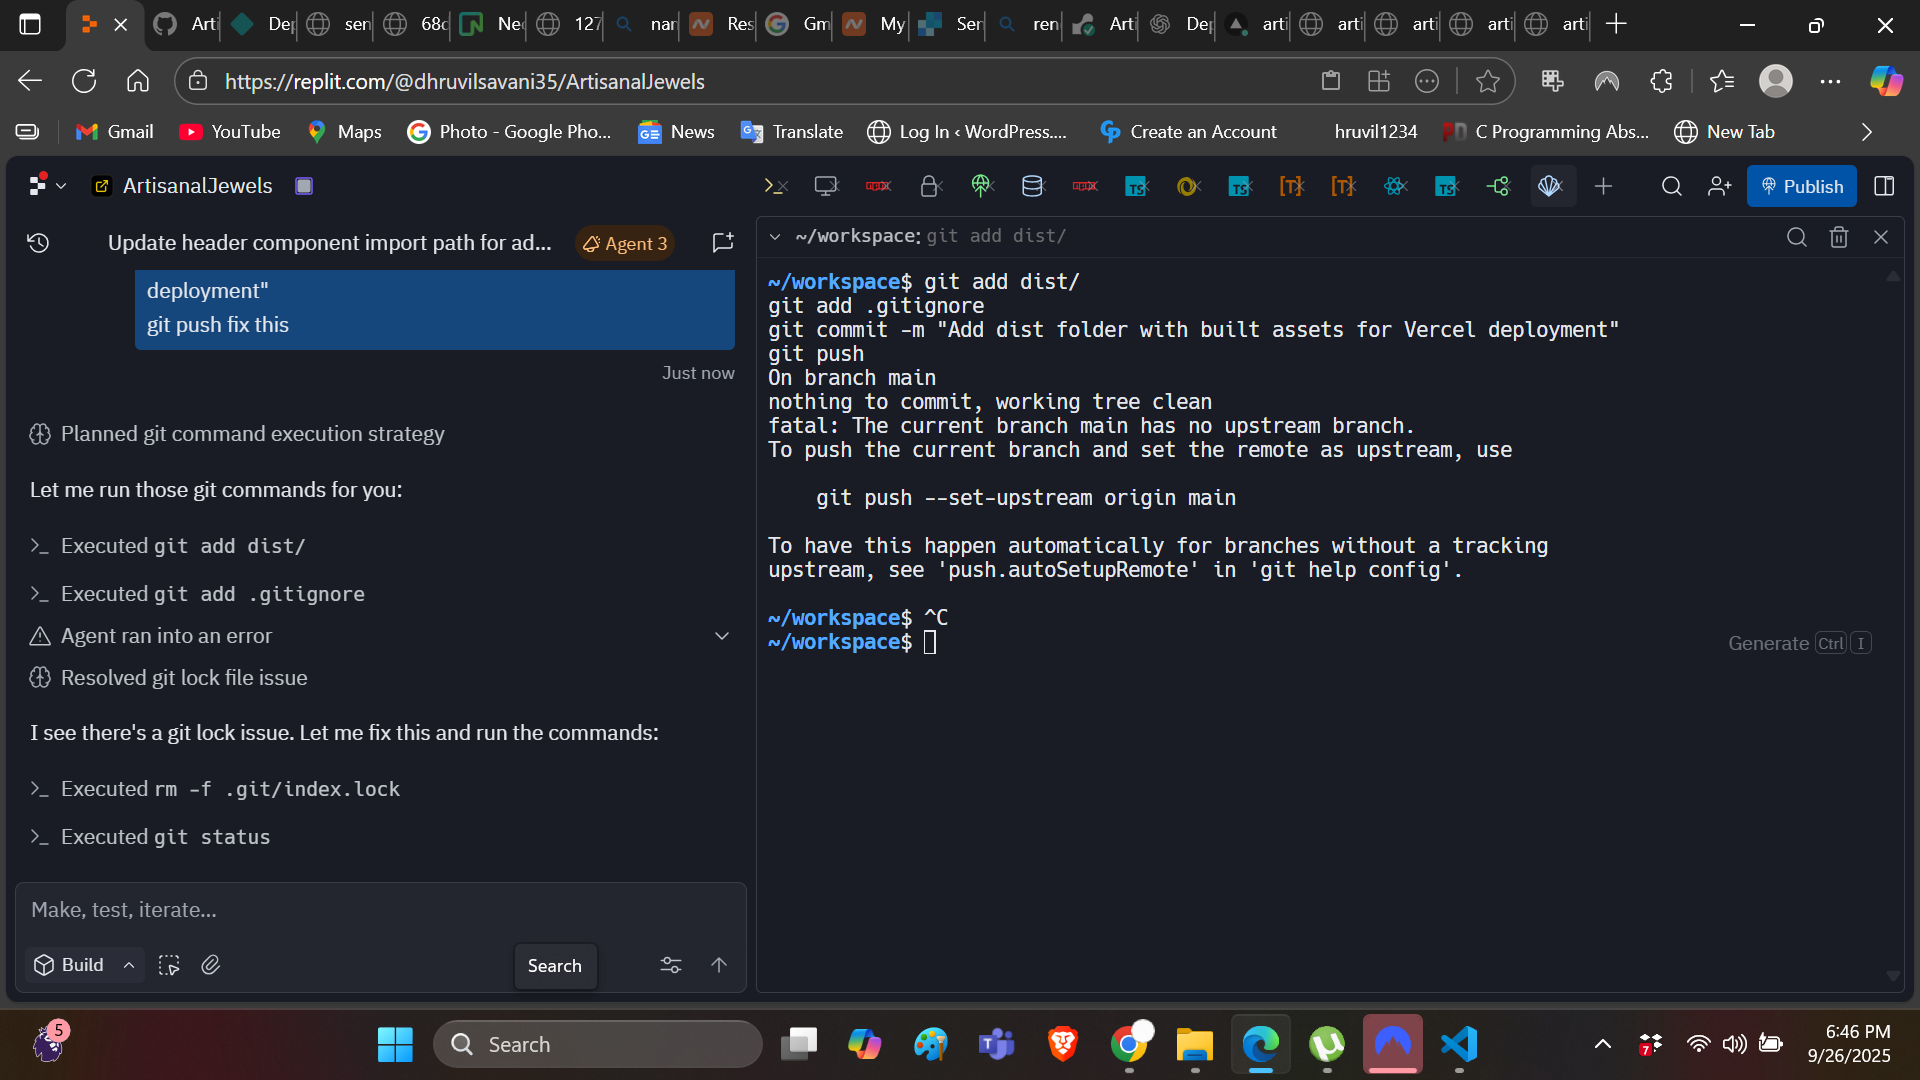 Arti
Dep
sen
68d
Neo
127
nar
Res
Gm
My
Ser
ren
Arti
Dep
arti
arti
arti
arti
arti
https://replit.com/@dhruvilsavani35/ArtisanalJewels
Gmail
YouTube
Maps
Photo - Google Pho...
News
Translate
Log In ‹ WordPress....
Create an Account
hruvil1234
C Programming Abs...
New Tab
ArtisanalJewels
Publish
Update header component import path for ad...
Agent 3
deployment"
git push fix this
Just now
Planned git command execution strategy
Let me run those git commands for you:
Executed git add dist/
Executed git add .gitignore
Agent ran into an error
Resolved git lock file issue
I see there's a git lock issue. Let me fix this and run the commands:
Executed rm -f .git/index.lock
Executed git status
Make, test, iterate...
Build
Search
~/workspace: git add dist/
~/workspace$ git add dist/
git add .gitignore
git commit -m "Add dist folder with built assets for Vercel deployment"
git push
On branch main
nothing to commit, working tree clean
fatal: The current branch main has no upstream branch.
To push the current branch and set the remote as upstream, use
git push --set-upstream origin main
To have this happen automatically for branches without a tracking
upstream, see 'push.autoSetupRemote' in 'git help config'.
~/workspace$ ^C
~/workspace$
Generate Ctrl I
5
Search
7
6:46 PM
9/26/2025